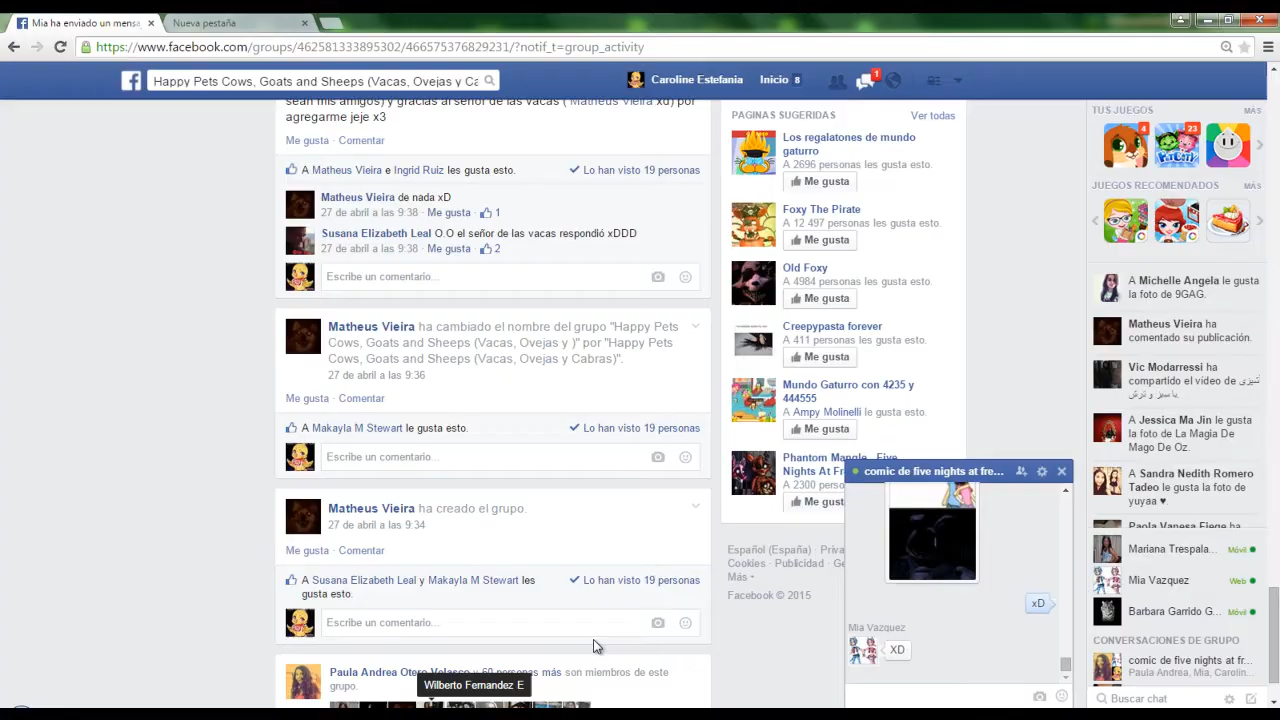 Mia ha enviado un mensa
Nueva pestaña
https://www.facebook.com/groups/462581333895302/466575376829231/?notif_t=group_activity
Happy Pets Cows, Goats and Sheeps (Vacas, Ovejas y Ca
Caroline Estefania
Inicio 8
1
sean mis amigos) y gracias al señor de las vacas ( Matheus Vieira xd) por
agregarme jeje x3
Me gusta · Comentar
A Matheus Vieira e Ingrid Ruiz les gusta esto.
Lo han visto 19 personas
Matheus Vieira de nada xD
27 de abril a las 9:38 · Me gusta · 1
Susana Elizabeth Leal O.O el señor de las vacas respondió xDDD
27 de abril a las 9:38 · Me gusta · 2
Escribe un comentario...
Matheus Vieira ha cambiado el nombre del grupo "Happy Pets
Cows, Goats and Sheeps (Vacas, Ovejas y )" por "Happy Pets
Cows, Goats and Sheeps (Vacas, Ovejas y Cabras)".
27 de abril a las 9:36
Me gusta · Comentar
A Makayla M Stewart le gusta esto.
Lo han visto 19 personas
Escribe un comentario...
Matheus Vieira ha creado el grupo.
27 de abril a las 9:34
Me gusta · Comentar
A Susana Elizabeth Leal y Makayla M Stewart les
gusta esto.
Lo han visto 19 personas
Escribe un comentario...
Paula Andrea Otero Velasco y 60 personas más son miembros de este
grupo.
Wilberto Fernandez E
PÁGINAS SUGERIDAS
Ver todas
Los regalatones de mundo
gaturro
A 2696 personas les gusta esto.
Me gusta
Foxy The Pirate
A 12 497 personas les gusta esto.
Me gusta
Old Foxy
A 4984 personas les gusta esto.
Me gusta
Creepypasta forever
A 411 personas les gusta esto.
Me gusta
Mundo Gaturro con 4235 y
444555
A Ampy Molinelli le gusta esto.
Me gusta
Phantom Mangle - Five
Nights At Fr
A 2300 per
Me gus
Español (España) · Priva
Cookies · Publicidad · Ge
Más
Facebook © 2015
comic de five nights at fre...
xD
Mia Vazquez
XD
TUS JUEGOS
MÁS
4
23
JUEGOS RECOMENDADOS
MÁS
A Michelle Angela le gusta
la foto de 9GAG.
Matheus Vieira ha
comentado su publicación.
Vic Modarressi ha
compartido el vídeo de
A Jessica Ma Jin le gusta
la foto de La Magia De
Mago De Oz.
A Sandra Nedith Romero
Tadeo le gusta la foto de
yuyaa ♥.
Paola Vanesa Fiege ha
Mariana Trespala... Móvil
Mia Vazquez Web
Barbara Garrido G... Móvil
CONVERSACIONES DE GRUPO
comic de five nights at fr...
Paula Andrea, Mia, Carolin...
Buscar chat